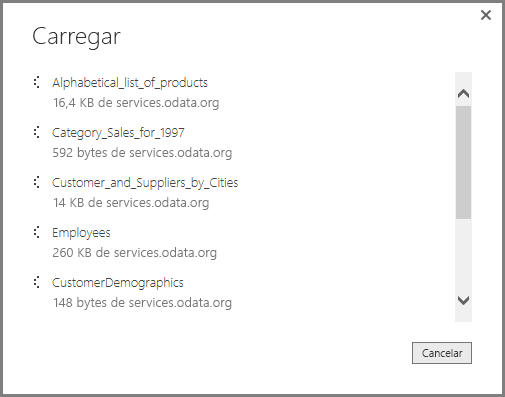 Carregar
Alphabetical_list_of_products
16,4 KB de services.odata.org
Category_Sales_for_1997
592 bytes de services.odata.org
Customer_and_Suppliers_by_Cities
14 KB de services.odata.org
Employees
260 KB de services.odata.org
CustomerDemographics
148 bytes de services.odata.org
Cancelar